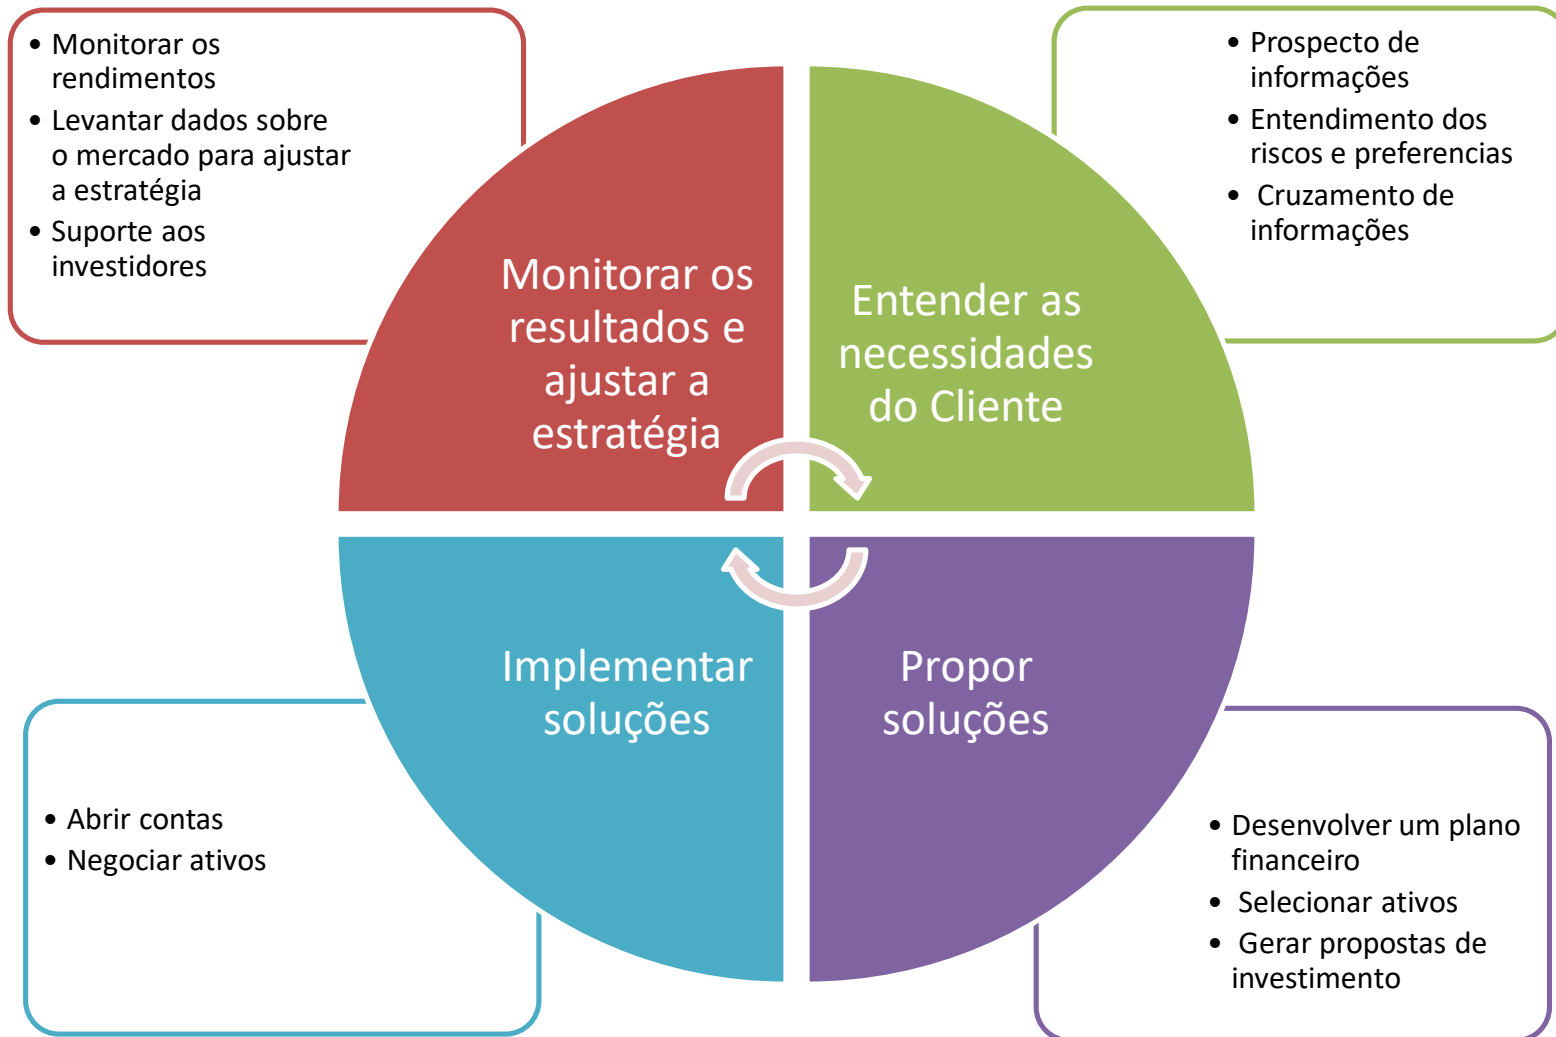 • Monitorar os
rendimentos
• Levantar dados sobre
o mercado para ajustar
a estratégia
• Suporte aos
investidores
• Prospecto de
informações
• Entendimento dos
riscos e preferencias
• Cruzamento de
informações
Monitorar os
resultados e
ajustar a
estratégia
Entender as
necessidades
do Cliente
Implementar
soluções
Propor
soluções
• Abrir contas
• Negociar ativos
• Desenvolver um plano
financeiro
• Selecionar ativos
• Gerar propostas de
investimento